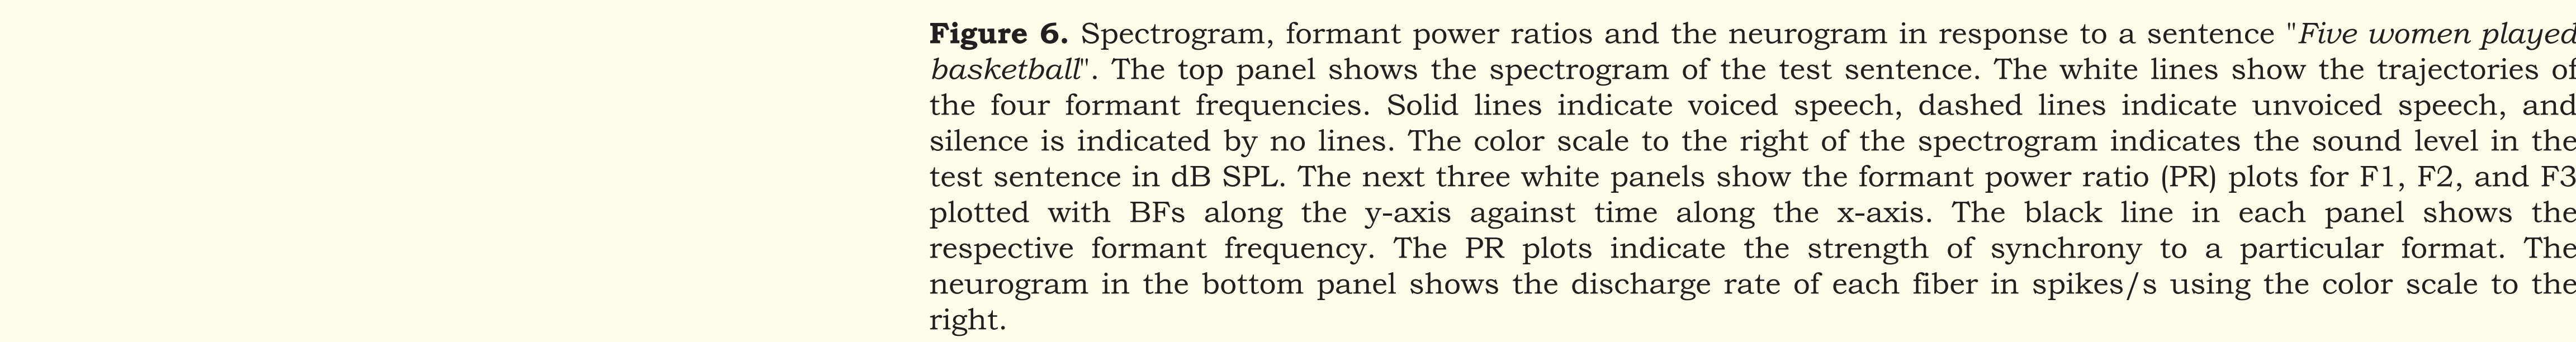 Figure 6. Spectrogram, formant power ratios and the neurogram in response to a sentence "Five women played
basketball". The top panel shows the spectrogram of the test sentence. The white lines show the trajectories of
the four formant frequencies. Solid lines indicate voiced speech, dashed lines indicate unvoiced speech, and
silence is indicated by no lines. The color scale to the right of the spectrogram indicates the sound level in the
test sentence in dB SPL. The next three white panels show the formant power ratio (PR) plots for F1, F2, and F3
plotted with BFs along the y-axis against time along the x-axis. The black line in each panel shows the
respective formant frequency. The PR plots indicate the strength of synchrony to a particular format. The
neurogram in the bottom panel shows the discharge rate of each fiber in spikes/s using the color scale to the
right.